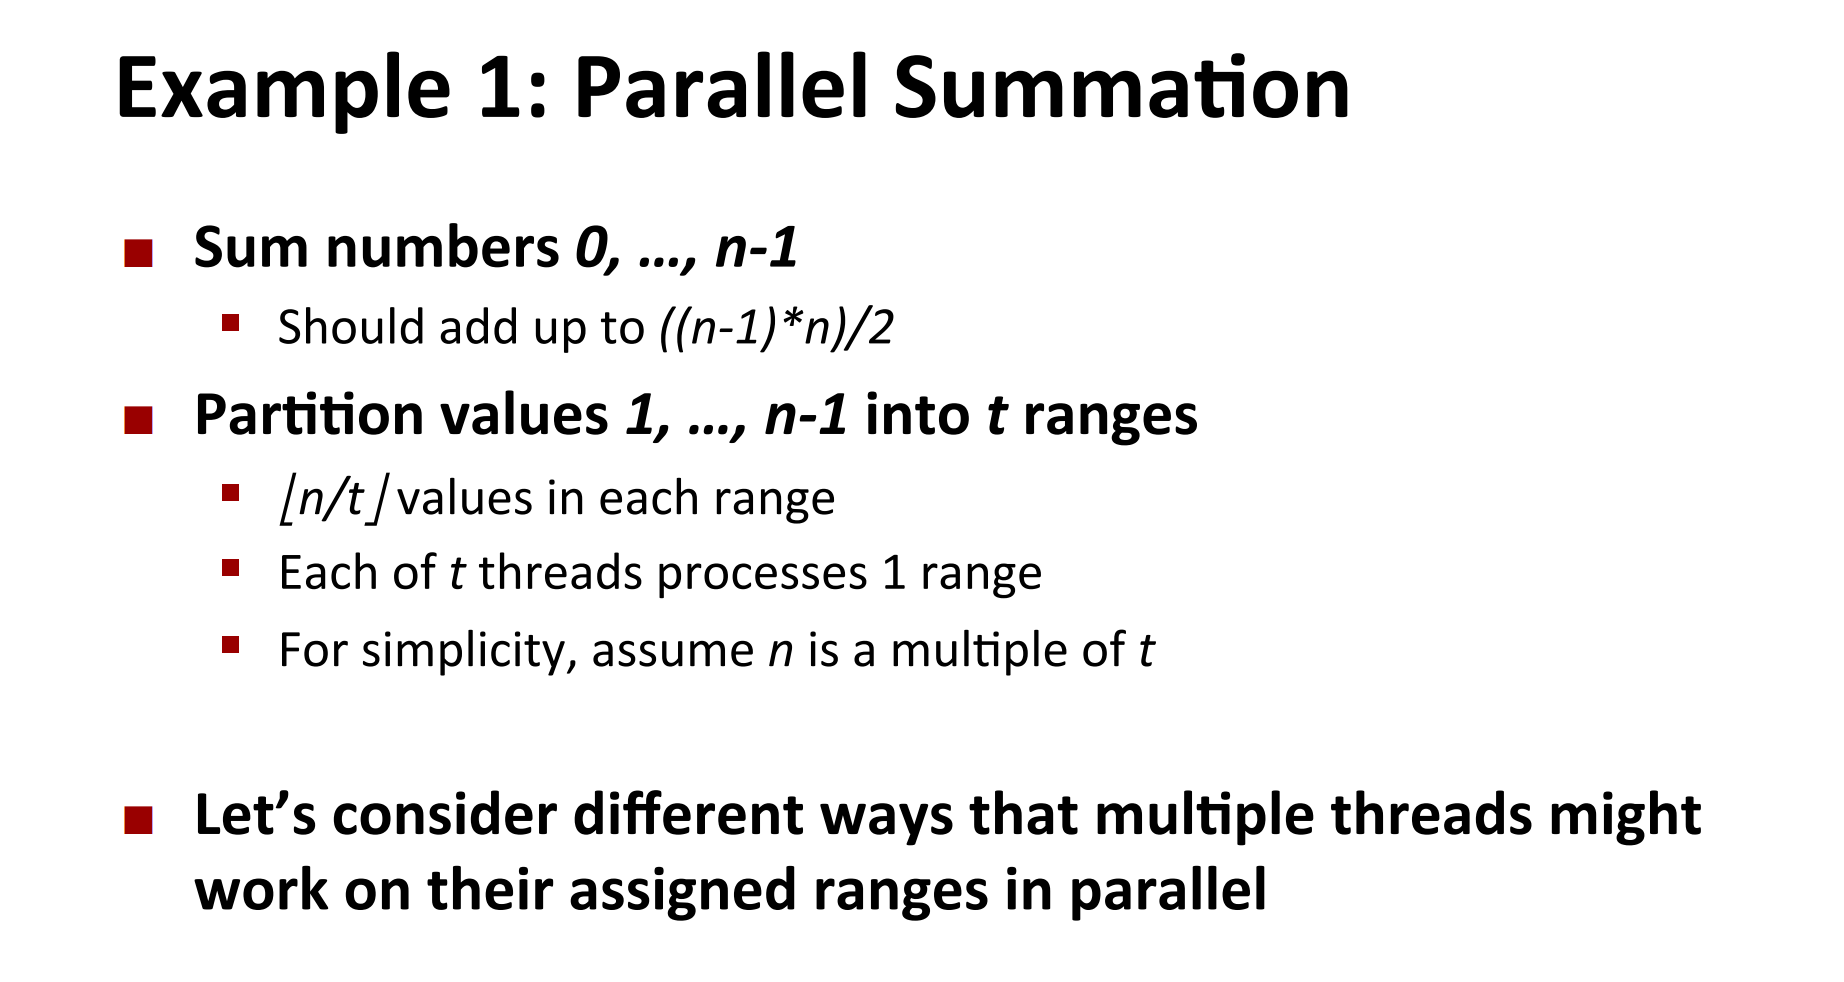 Example 1: Parallel Summation
Sum numbers 0, …, n-1
Should add up to ((n-1)*n)/2
Partition values 1, …, n-1 into t ranges
⌊n/t⌋ values in each range
Each of t threads processes 1 range
For simplicity, assume n is a multiple of t
Let’s consider different ways that multiple threads might
work on their assigned ranges in parallel